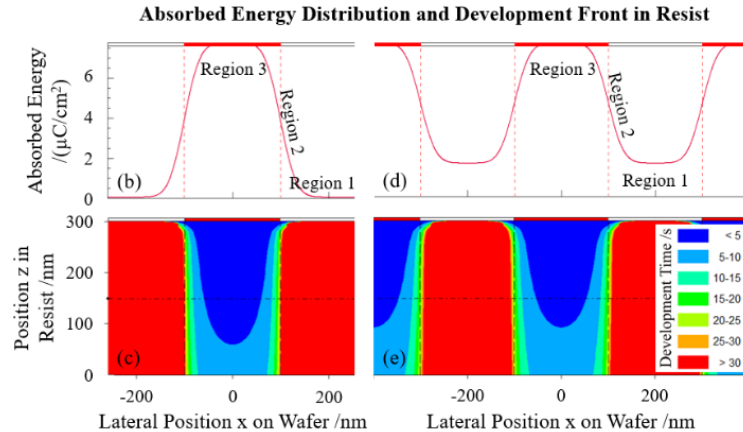 Absorbed Energy Distribution and Development Front in Resist
Absorbed Energy
/(μC/cm²)
6
4
2
0
Region 3
Region 2
Region 1
(b)
Region 3
Region 2
Region 1
(d)
Position z in
Resist /nm
300
200
100
0
(c)
(e)
Development Time /s
< 5
5-10
10-15
15-20
20-25
25-30
> 30
-200
0
200
-200
0
200
Lateral Position x on Wafer /nm
Lateral Position x on Wafer /nm